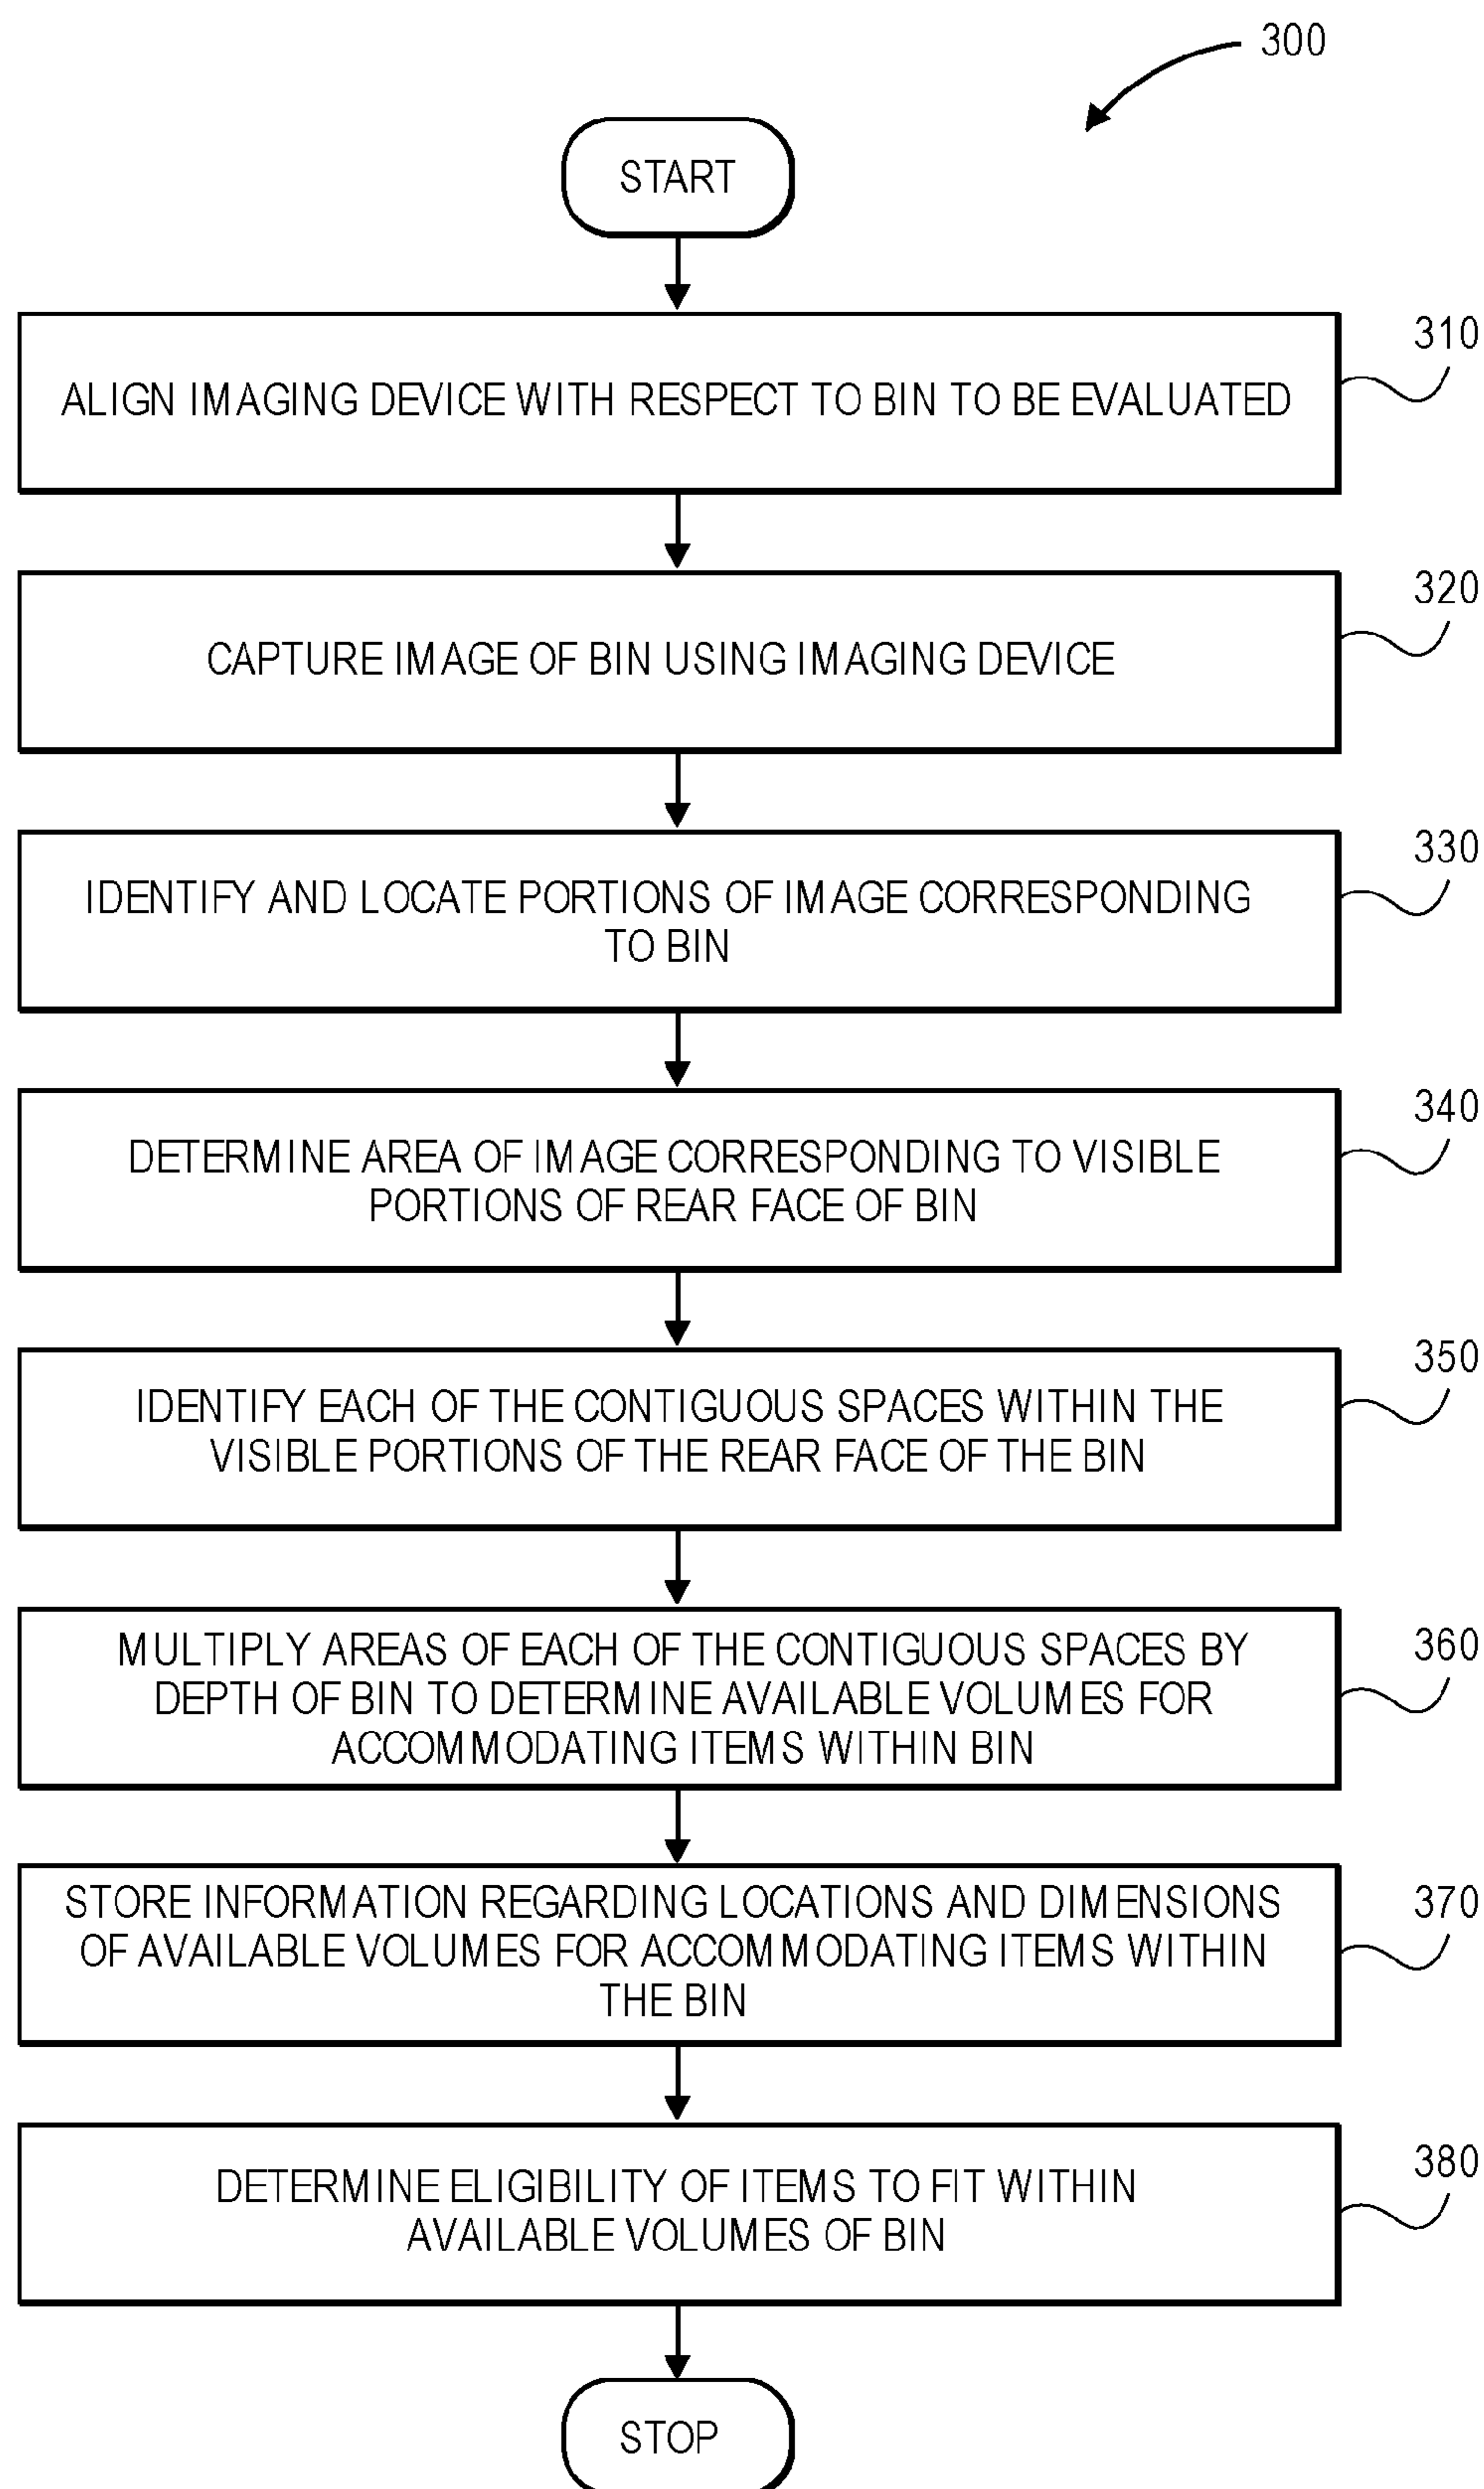 300
START
310
ALIGN IMAGING DEVICE WITH RESPECT TO BIN TO BE EVALUATED
320
CAPTURE IMAGE OF BIN USING IMAGING DEVICE
330
IDENTIFY AND LOCATE PORTIONS OF IMAGE CORRESPONDING
TO BIN
340
DETERMINE AREA OF IMAGE CORRESPONDING TO VISIBLE
PORTIONS OF REAR FACE OF BIN
350
IDENTIFY EACH OF THE CONTIGUOUS SPACES WITHIN THE
VISIBLE PORTIONS OF THE REAR FACE OF THE BIN
360
MULTIPLY AREAS OF EACH OF THE CONTIGUOUS SPACES BY
DEPTH OF BIN TO DETERMINE AVAILABLE VOLUMES FOR
ACCOMMODATING ITEMS WITHIN BIN
370
STORE INFORMATION REGARDING LOCATIONS AND DIMENSIONS
OF AVAILABLE VOLUMES FOR ACCOMMODATING ITEMS WITHIN
THE BIN
380
DETERMINE ELIGIBILITY OF ITEMS TO FIT WITHIN
AVAILABLE VOLUMES OF BIN
STOP